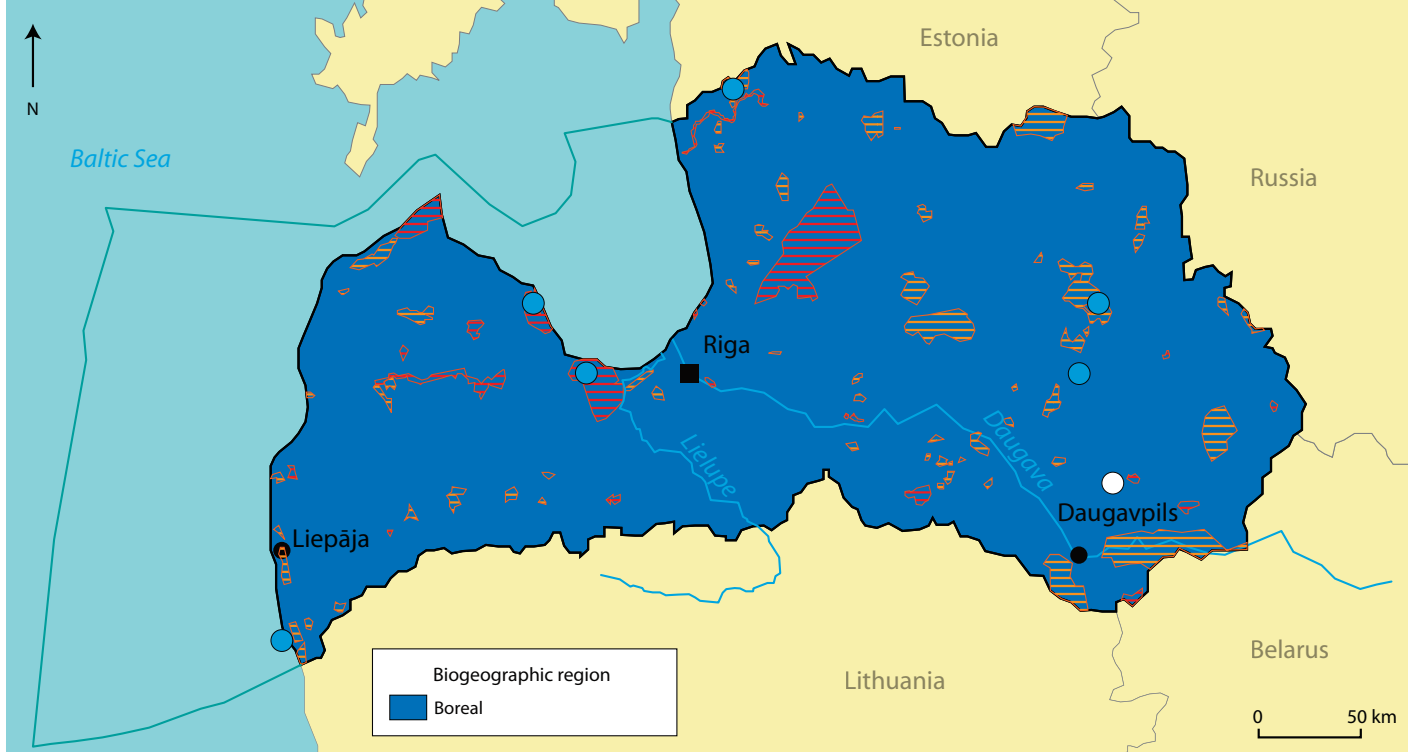 Estonia
N
Baltic Sea
Russia
Riga
Lielupe
Daugava
Daugavpils
Liepāja
Belarus
Lithuania
Biogeographic region
Boreal
0 50 km